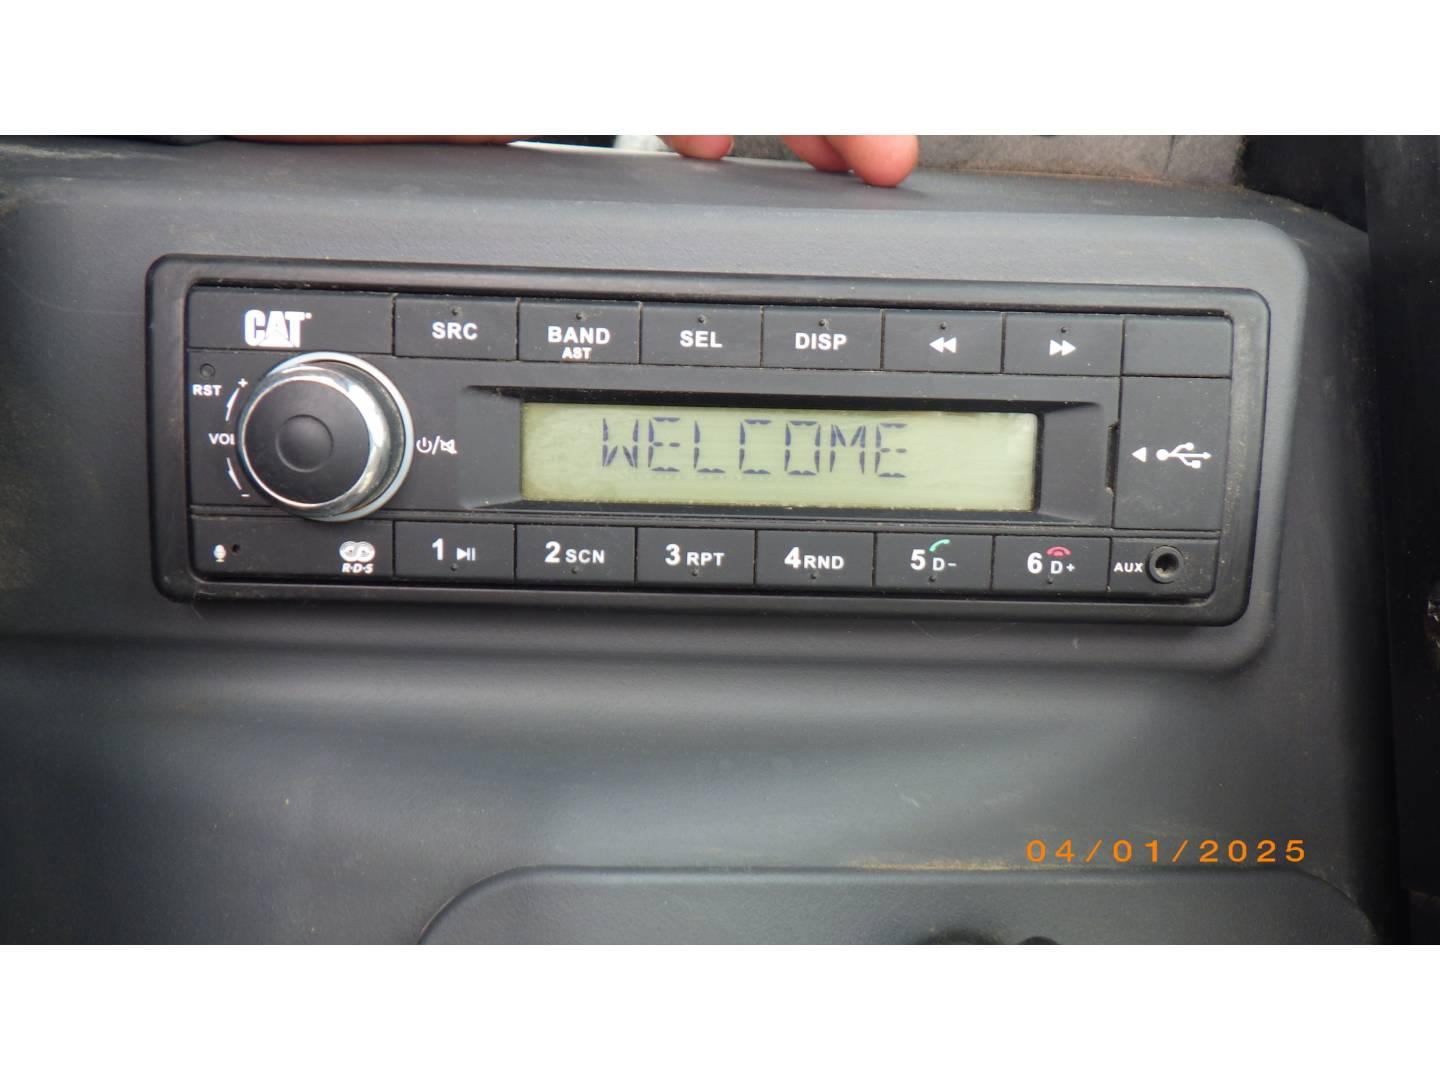 CAT
SRC
BAND
AST
SEL
DISP
RST
+
VOL
-
WELCOME
R·D·S
1
2 SCN
3 RPT
4 RND
5 D-
6 D+
AUX
04/01/2025